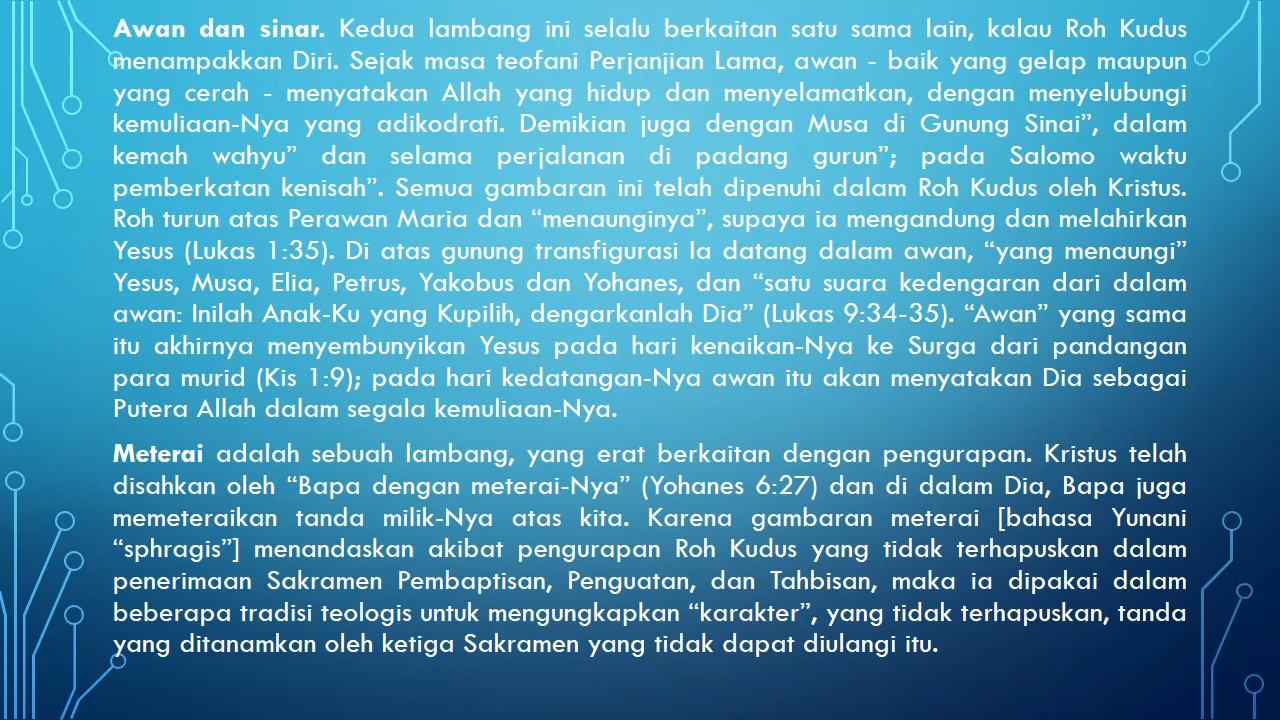 Awan dan sinar. Kedua lambang ini selalu berkaitan satu sama lain, kalau Roh Kudus
menampakkan Diri. Sejak masa teofani Perjanjian Lama, awan - baik yang gelap maupun
yang cerah - menyatakan Allah yang hidup dan menyelamatkan, dengan menyelubungi
kemuliaan-Nya yang adikodrati. Demikian juga dengan Musa di Gunung Sinai”, dalam
kemah wahyu” dan selama perjalanan di padang gurun”; pada Salomo waktu
pemberkatan kenisah”. Semua gambaran ini telah dipenuhi dalam Roh Kudus oleh Kristus.
Roh turun atas Perawan Maria dan “menaunginya”, supaya ia mengandung dan melahirkan
Yesus (Lukas 1:35). Di atas gunung transfigurasi Ia datang dalam awan, “yang menaungi”
Yesus, Musa, Elia, Petrus, Yakobus dan Yohanes, dan “satu suara kedengaran dari dalam
awan: Inilah Anak-Ku yang Kupilih, dengarkanlah Dia” (Lukas 9:34-35). “Awan” yang sama
itu akhirnya menyembunyikan Yesus pada hari kenaikan-Nya ke Surga dari pandangan
para murid (Kis 1:9); pada hari kedatangan-Nya awan itu akan menyatakan Dia sebagai
Putera Allah dalam segala kemuliaan-Nya.
Meterai adalah sebuah lambang, yang erat berkaitan dengan pengurapan. Kristus telah
disahkan oleh “Bapa dengan meterai-Nya” (Yohanes 6:27) dan di dalam Dia, Bapa juga
memeteraikan tanda milik-Nya atas kita. Karena gambaran meterai [bahasa Yunani
“sphragis”] menandaskan akibat pengurapan Roh Kudus yang tidak terhapuskan dalam
penerimaan Sakramen Pembaptisan, Penguatan, dan Tahbisan, maka ia dipakai dalam
beberapa tradisi teologis untuk mengungkapkan “karakter”, yang tidak terhapuskan, tanda
yang ditanamkan oleh ketiga Sakramen yang tidak dapat diulangi itu.